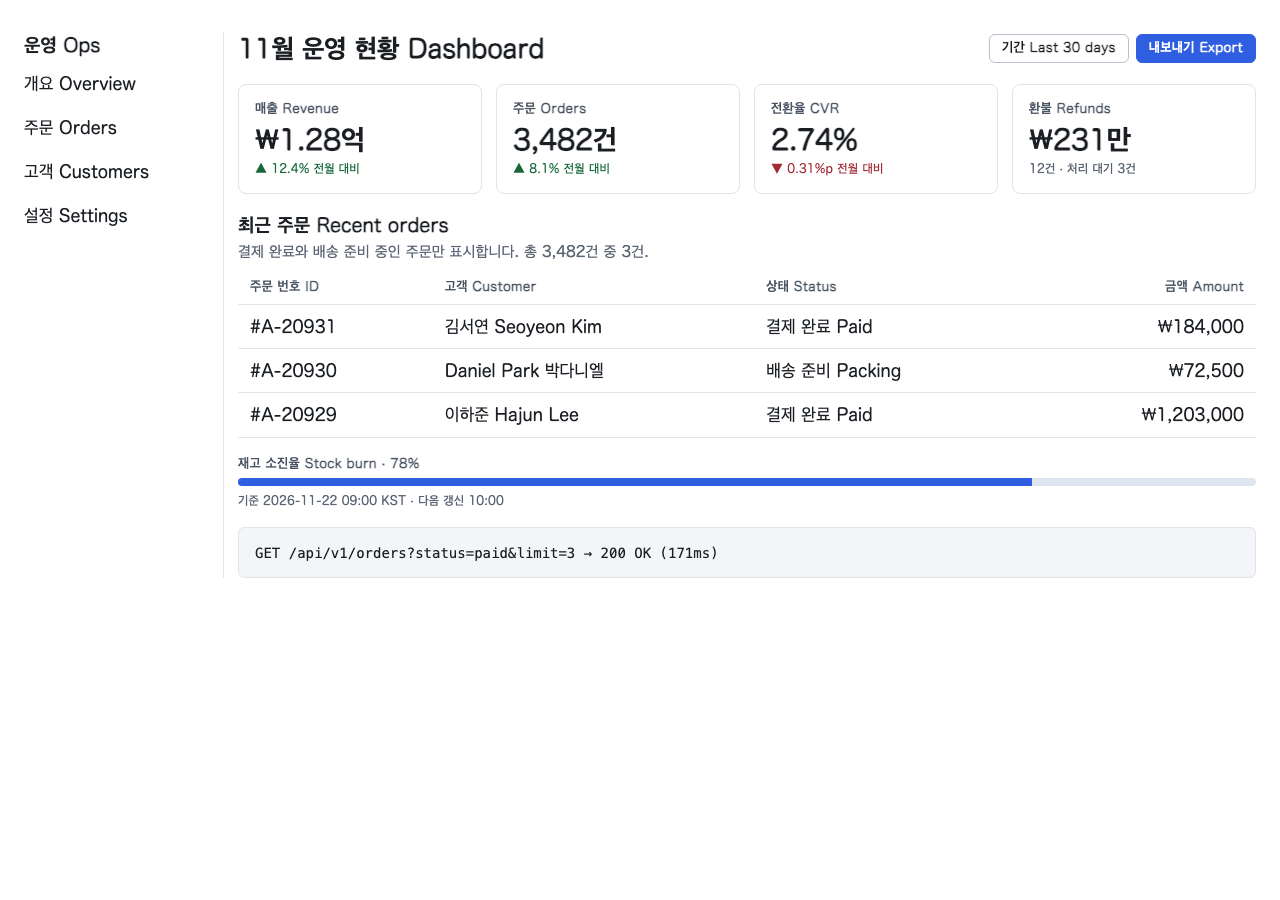 운영 Ops
개요 Overview
주문 Orders
고객 Customers
설정 Settings
11월 운영 현황 Dashboard
기간 Last 30 days
내보내기 Export
매출 Revenue
₩1.28억
▲ 12.4% 전월 대비
주문 Orders
3,482건
▲ 8.1% 전월 대비
전환율 CVR
2.74%
▼ 0.31%p 전월 대비
환불 Refunds
₩231만
12건 · 처리 대기 3건
최근 주문 Recent orders
결제 완료와 배송 준비 중인 주문만 표시합니다. 총 3,482건 중 3건.
주문 번호 ID 고객 Customer 상태 Status 금액 Amount
#A-20931 김서연 Seoyeon Kim 결제 완료 Paid ₩184,000
#A-20930 Daniel Park 박다니엘 배송 준비 Packing ₩72,500
#A-20929 이하준 Hajun Lee 결제 완료 Paid ₩1,203,000
재고 소진율 Stock burn · 78%
기준 2026-11-22 09:00 KST · 다음 갱신 10:00
GET /api/v1/orders?status=paid&limit=3 → 200 OK (171ms)